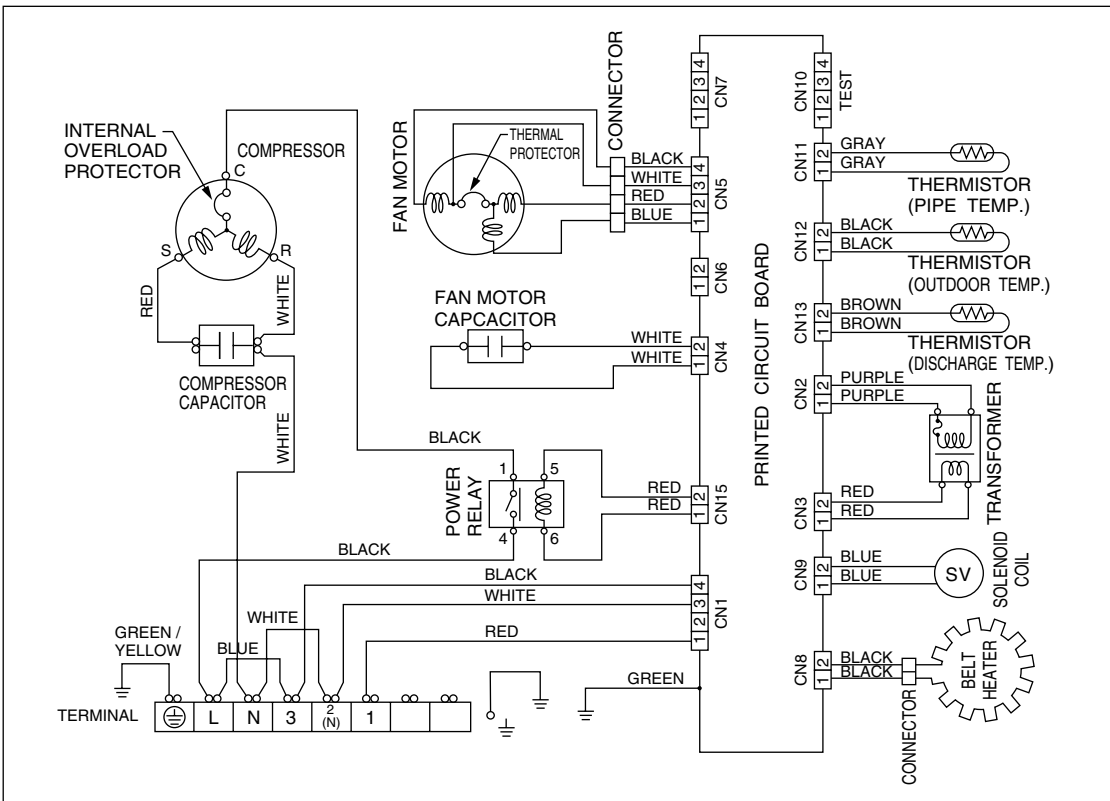 INTERNAL
OVERLOAD
PROTECTOR
COMPRESSOR
C
S
R
RED
WHITE
COMPRESSOR
CAPACITOR
WHITE
FAN MOTOR
THERMAL
PROTECTOR
CONNECTOR
BLACK
WHITE
RED
BLUE
1 2 3 4
CN7
1 2 3 4
CN5
1 2
CN6
FAN MOTOR
CAPCACITOR
WHITE
WHITE
1 2
CN4
BLACK
POWER
RELAY
1
5
4
6
RED
RED
1 2
CN15
BLACK
BLACK
WHITE
RED
1 2 3 4
CN1
WHITE
BLUE
GREEN /
YELLOW
GREEN
TERMINAL
L
N
3
2
(N)
1
PRINTED CIRCUIT BOARD
CN10
1 2 3 4
TEST
CN11
1 2
GRAY
GRAY
THERMISTOR
(PIPE TEMP.)
CN12
1 2
BLACK
BLACK
THERMISTOR
(OUTDOOR TEMP.)
CN13
1 2
BROWN
BROWN
THERMISTOR
(DISCHARGE TEMP.)
CN2
1 2
PURPLE
PURPLE
TRANSFORMER
CN3
1 2
RED
RED
CN9
1 2
BLUE
BLUE
SV
SOLENOID
COIL
CN8
1 2
BLACK
BLACK
CONNECTOR
BELT
HEATER